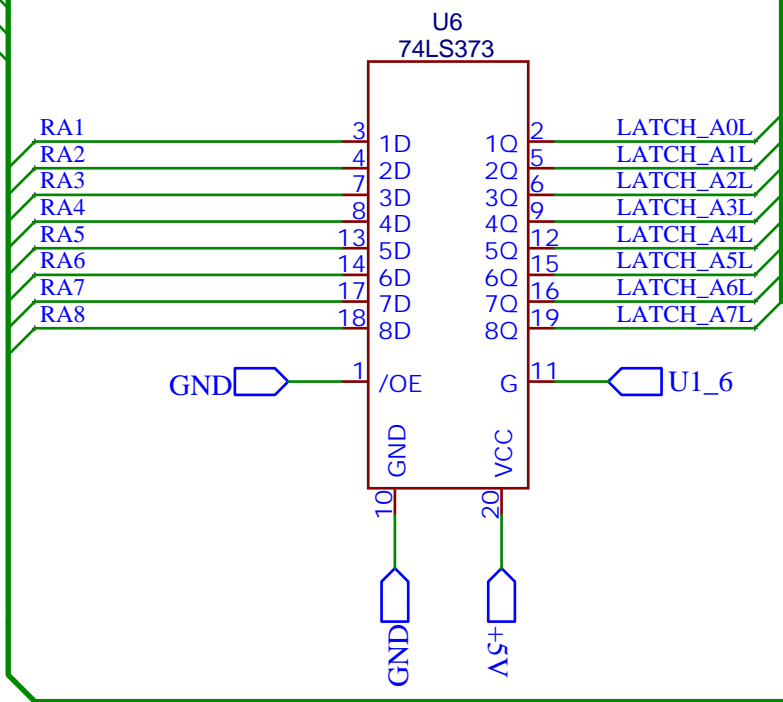 U6
74LS373
RA1 3 1D 1Q 2 LATCH_A0L
RA2 4 2D 2Q 5 LATCH_A1L
RA3 7 3D 3Q 6 LATCH_A2L
RA4 8 4D 4Q 9 LATCH_A3L
RA5 13 5D 5Q 12 LATCH_A4L
RA6 14 6D 6Q 15 LATCH_A5L
RA7 17 7D 7Q 16 LATCH_A6L
RA8 18 8D 8Q 19 LATCH_A7L
GND 1 /OE G 11 U1_6
GND VCC
10 20
GND +5V